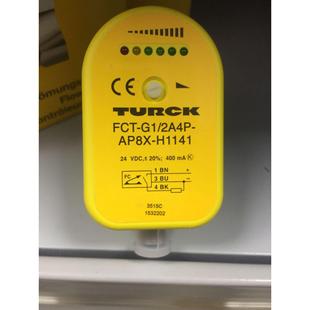 CE
TURCK
FCT-G1/2A4P-
AP8X-H1141
24 VDC,± 20%; 400 mA K
FC
1 BN +
3 BU -
4 BK
3515C
1532202